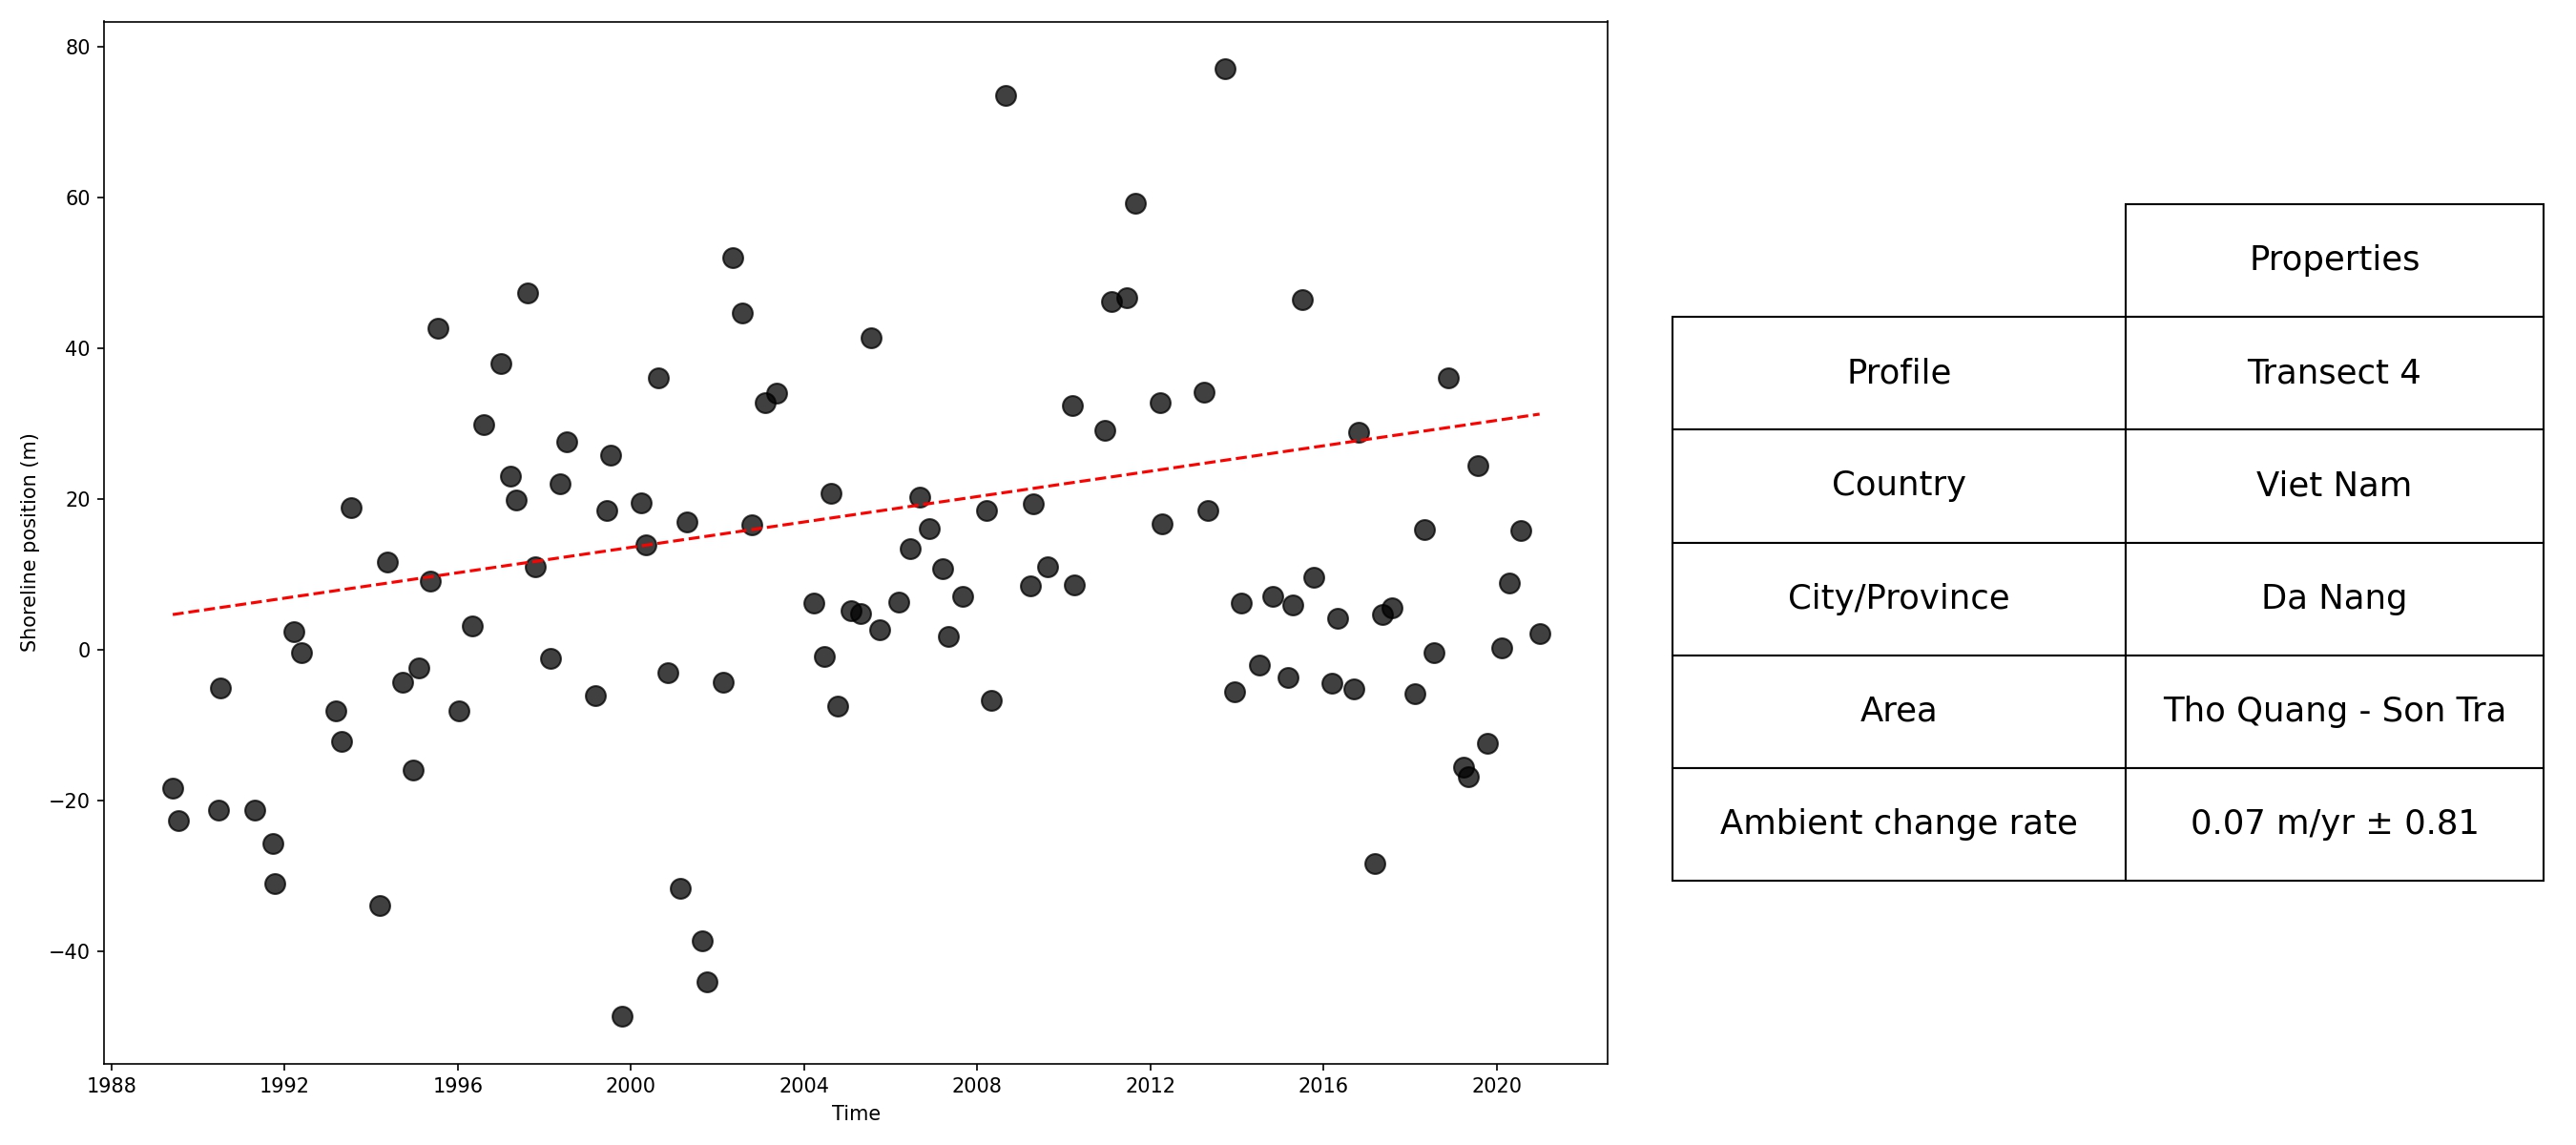 80
60
40
20
0
−20
−40
Shoreline position (m)
1988 1992 1996 2000 2004 2008 2012 2016 2020
Time
Properties
Profile Transect 4
Country Viet Nam
City/Province Da Nang
Area Tho Quang - Son Tra
Ambient change rate 0.07 m/yr ± 0.81